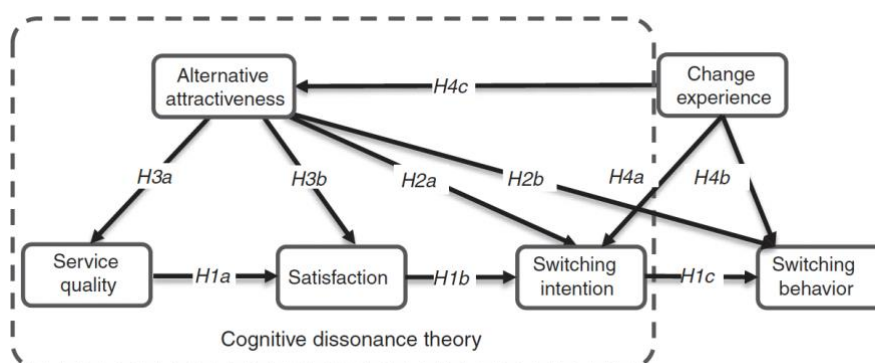 Alternative
attractiveness
H4c
Change
experience
H3a
H3b
H2a
H2b
H4a
H4b
Service
quality
H1a
Satisfaction
H1b
Switching
intention
H1c
Switching
behavior
Cognitive dissonance theory